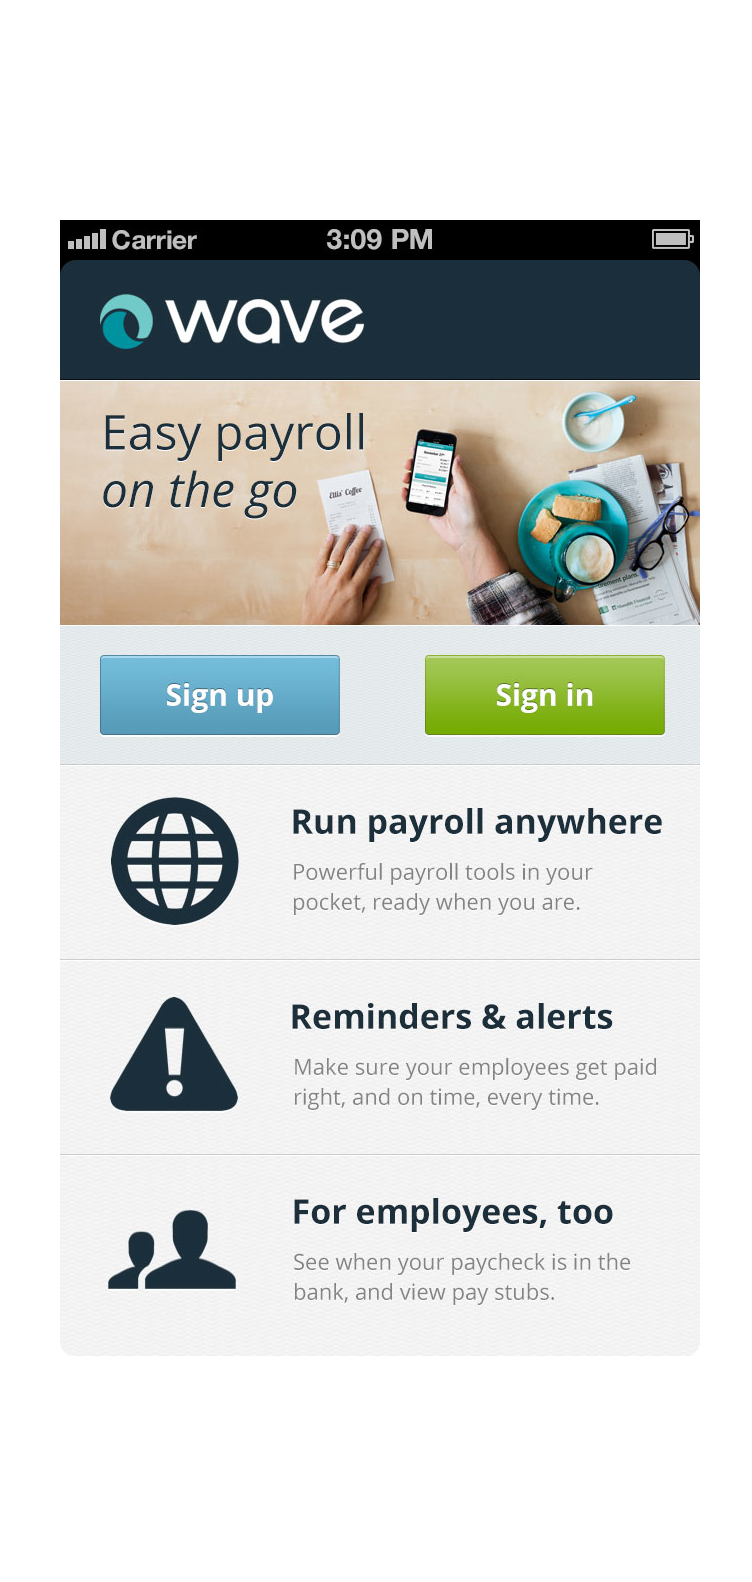 Carrier 3:09 PM
wave
Easy payroll
on the go
Ellis' Coffee
Sign up Sign in
Run payroll anywhere
Powerful payroll tools in your
pocket, ready when you are.
Reminders & alerts
Make sure your employees get paid
right, and on time, every time.
For employees, too
See when your paycheck is in the
bank, and view pay stubs.